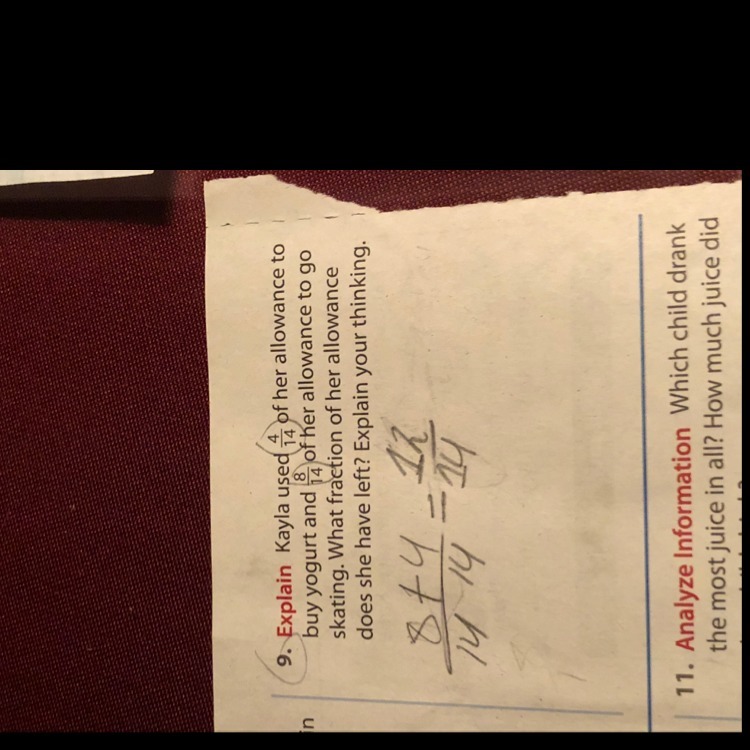 9. Explain Kayla used 4/14 of her allowance to
buy yogurt and 8/14 of her allowance to go
skating. What fraction of her allowance
does she have left? Explain your thinking.
8/14 + 4/14 = 12/14
in
11. Analyze Information Which child drank
the most juice in all? How much juice did